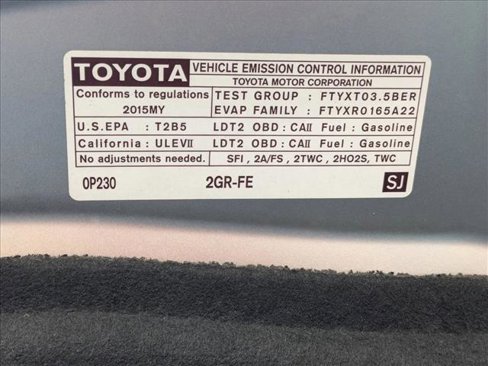 TOYOTA VEHICLE EMISSION CONTROL INFORMATION
TOYOTA MOTOR CORPORATION
Conforms to regulations TEST GROUP : FTYXT03.5BER
2015MY EVAP FAMILY : FTYXR0165A22
U.S.EPA : T2B5 LDT2 OBD : CAII Fuel : Gasoline
California : ULEVII LDT2 OBD : CAII Fuel : Gasoline
No adjustments needed. SFI , 2A/FS , 2TWC , 2HO2S, TWC
0P230 2GR-FE SJ